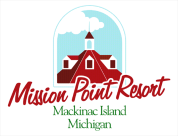 Mission Point Resort
Mackinac Island
Michigan